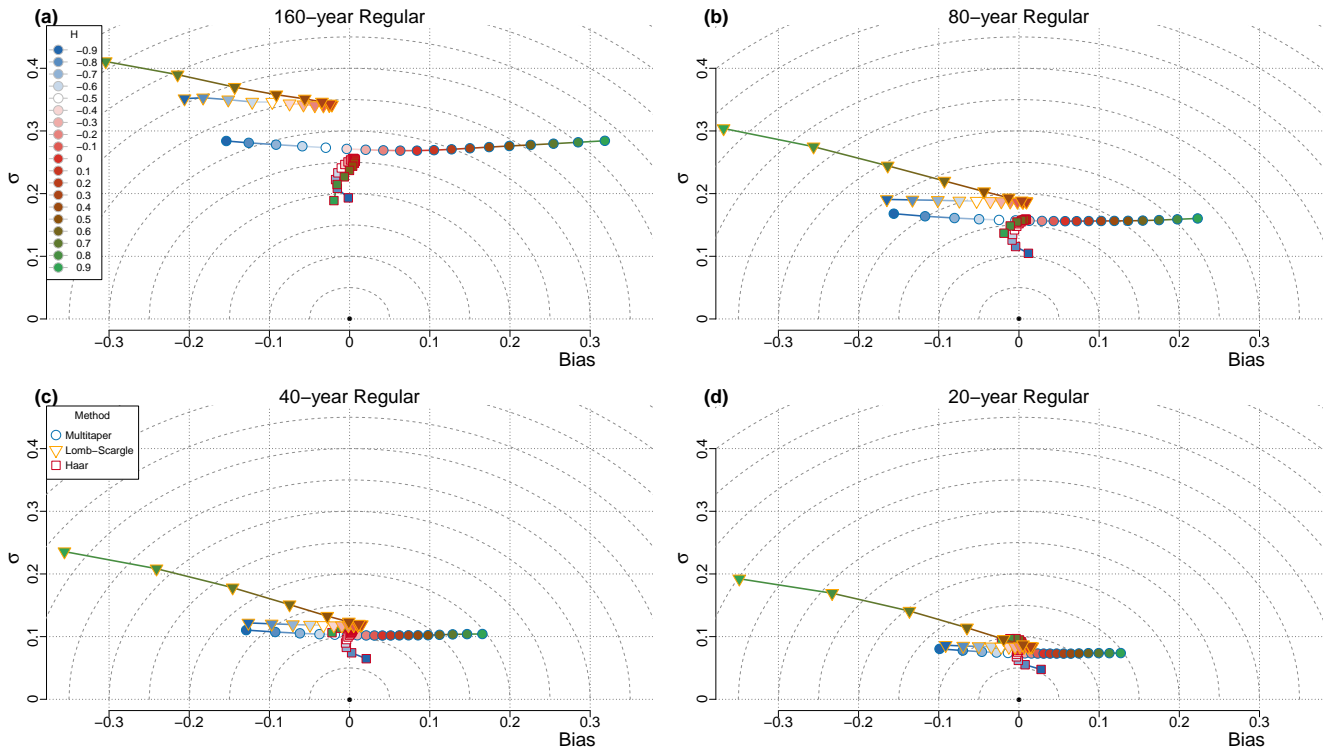 (a) 160−year Regular
H
−0.9
−0.8
−0.7
−0.6
−0.5
−0.4
−0.3
−0.2
−0.1
0
0.1
0.2
0.3
0.4
0.5
0.6
0.7
0.8
0.9
σ
0 0.1 0.2 0.3 0.4
−0.3 −0.2 −0.1 0 0.1 0.2 0.3
Bias
(b) 80−year Regular
σ
0 0.1 0.2 0.3 0.4
−0.3 −0.2 −0.1 0 0.1 0.2 0.3
Bias
(c) 40−year Regular
Method
Multitaper
Lomb−Scargle
Haar
σ
0 0.1 0.2 0.3 0.4
−0.3 −0.2 −0.1 0 0.1 0.2 0.3
Bias
(d) 20−year Regular
σ
0 0.1 0.2 0.3 0.4
−0.3 −0.2 −0.1 0 0.1 0.2 0.3
Bias